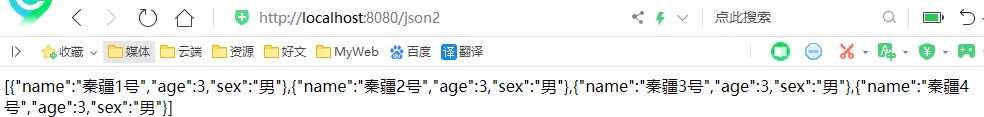 http://localhost:8080/json2
点此搜索
收藏 媒体 云端 资源 好文 MyWeb 百度 译 翻译
[{"name":"秦疆1号","age":3,"sex":"男"},{"name":"秦疆2号","age":3,"sex":"男"},{"name":"秦疆3号","age":3,"sex":"男"},{"name":"秦疆4
号","age":3,"sex":"男"}]